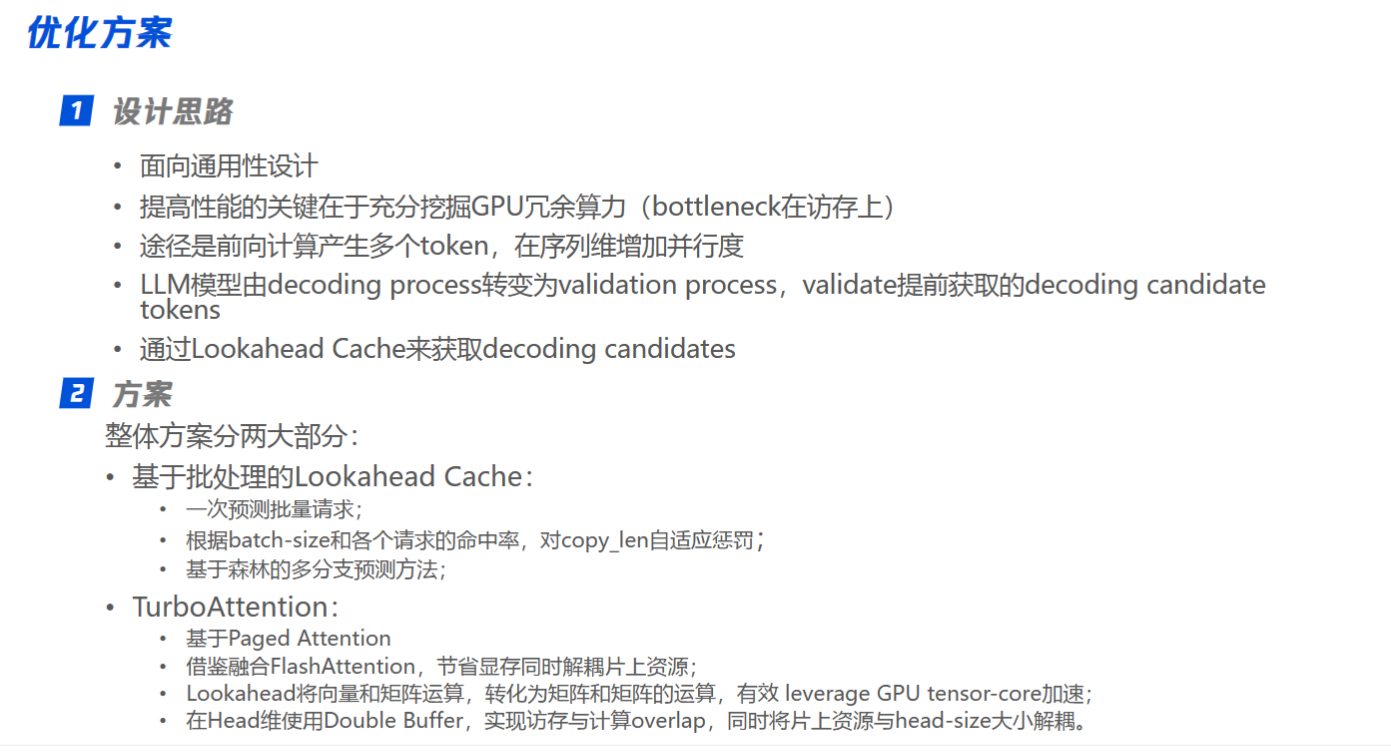 优化方案
1 设计思路
• 面向通用性设计
• 提高性能的关键在于充分挖掘GPU冗余算力（bottleneck在访存上）
• 途径是前向计算产生多个token，在序列维增加并行度
• LLM模型由decoding process转变为validation process，validate提前获取的decoding candidate
tokens
• 通过Lookahead Cache来获取decoding candidates
2 方案
整体方案分两大部分：
• 基于批处理的Lookahead Cache：
• 一次预测批量请求；
• 根据batch-size和各个请求的命中率，对copy_len自适应惩罚；
• 基于森林的多分支预测方法；
• TurboAttention：
• 基于Paged Attention
• 借鉴融合FlashAttention，节省显存同时解耦片上资源；
• Lookahead将向量和矩阵运算，转化为矩阵和矩阵的运算，有效 leverage GPU tensor-core加速；
• 在Head维使用Double Buffer，实现访存与计算overlap，同时将片上资源与head-size大小解耦。